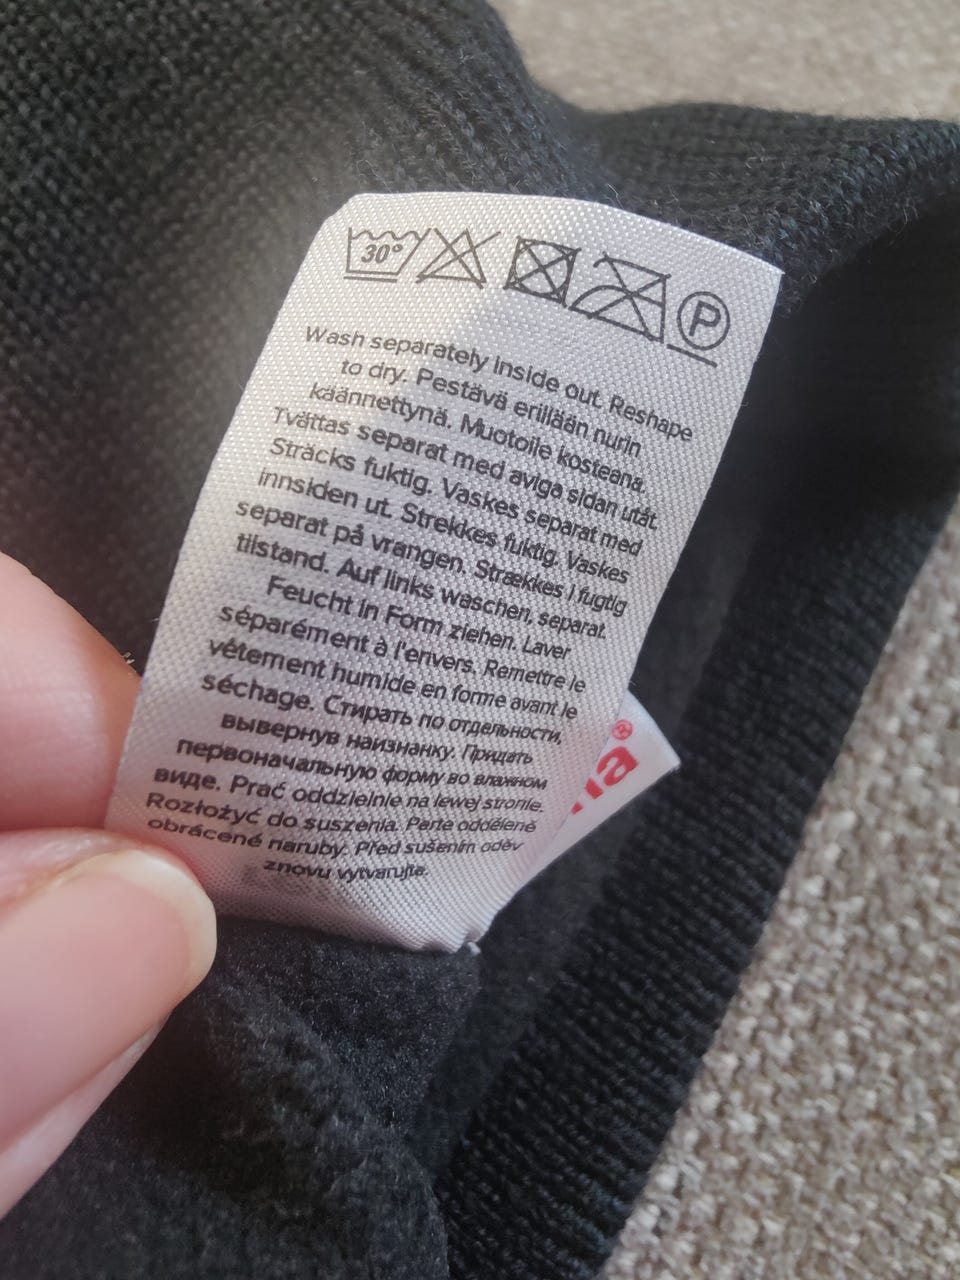 30°
P
Wash separately inside out. Reshape
to dry. Pestävä erillään nurin
käännettynä. Muotoile kosteana.
Tvättas separat med aviga sidan utåt.
Sträcks fuktig. Vaskes separat med
innsiden ut. Strekkes fuktig. Vaskes
separat på vrangen. Strækkes i fugtig
tilstand. Auf links waschen, separat.
Feucht in Form ziehen. Laver
séparément à l'envers. Remettre le
vêtement humide en forme avant le
séchage. Стирать по отдельности,
вывернув наизнанку. Придать
первоначальную форму во влажном
виде. Prać oddzielnie na lewej stronie.
Rozłożyć do suszenia. Perte odděleně
obrácené naruby. Před sušením oděv
znovu vytvarujte.